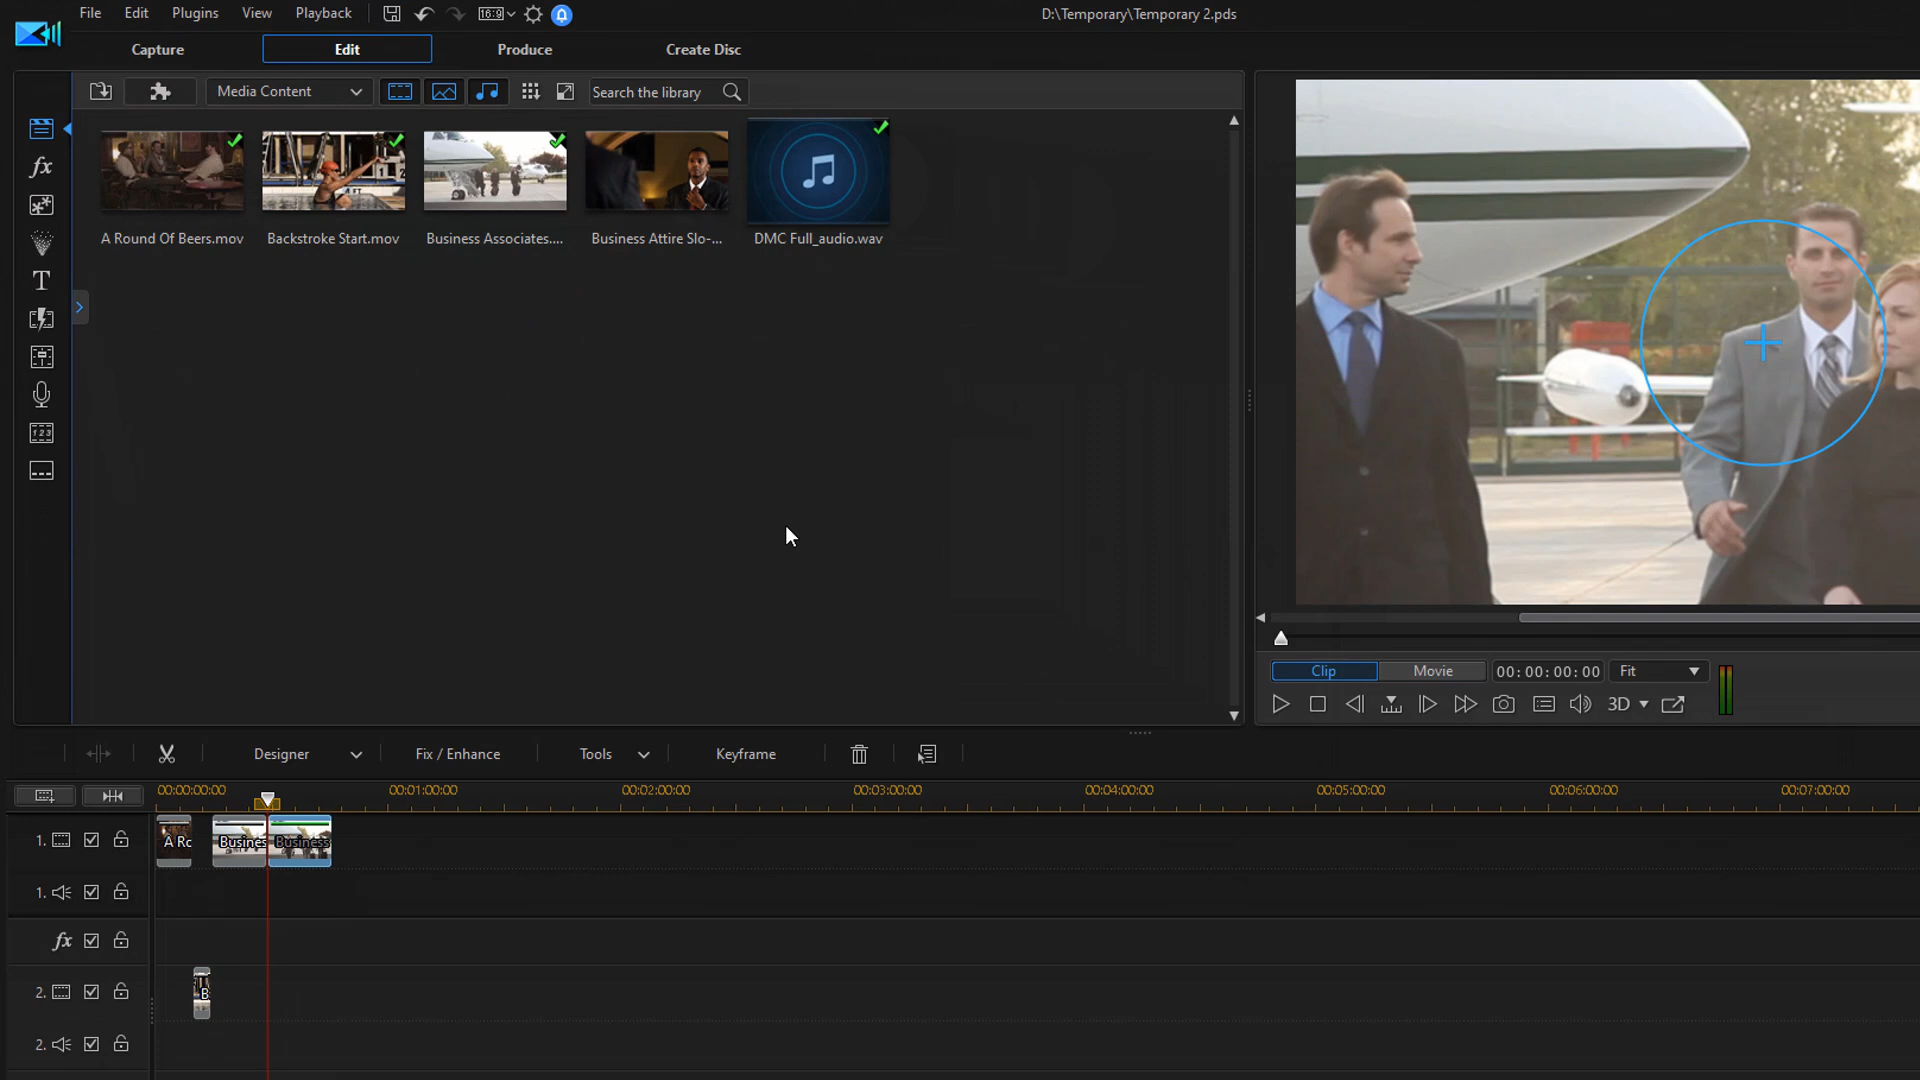 File Edit Plugins View Playback 16:9 D:\Temporary\Temporary 2.pds
Capture Edit Produce Create Disc
Media Content Search the library
A Round Of Beers.mov Backstroke Start.mov Business Associates.... Business Attire Slo-... DMC Full_audio.wav
fx
T
123
Clip Movie 00:00:00:00 Fit
3D
Designer Fix / Enhance Tools Keyframe
00:00:00:00 00:01:00:00 00:02:00:00 00:03:00:00 00:04:00:00 00:05:00:00 00:06:00:00 00:07:00:00
1. A Rc Busines Business
1.
fx
2. B
2.